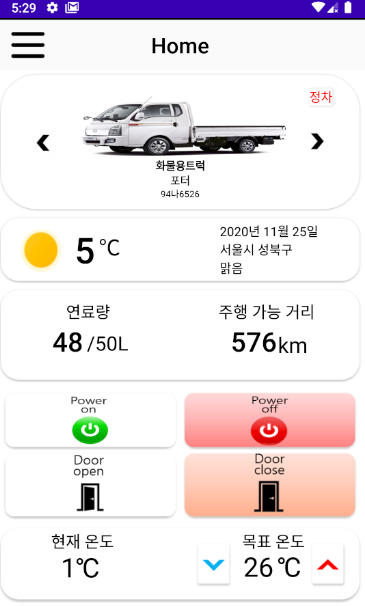 5:29
Home
정차
화물용트럭
포터
94나6526
5 ℃
2020년 11월 25일
서울시 성북구
맑음
연료량
주행 가능 거리
48 /50L
576km
Power on
Power off
Door open
Door close
현재 온도
목표 온도
1℃
26 ℃